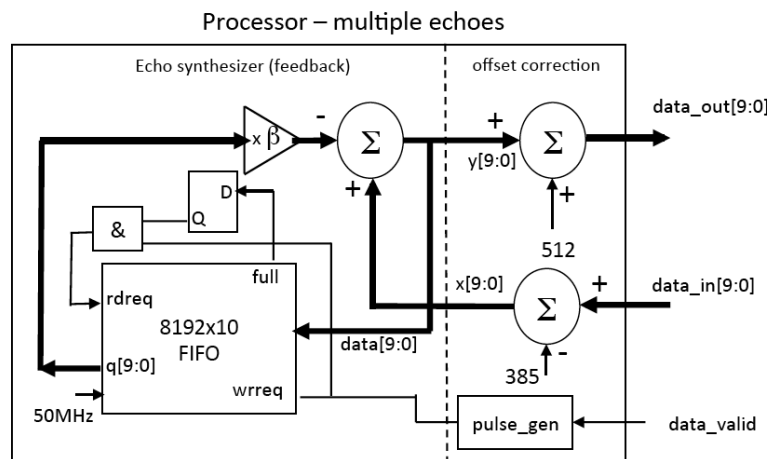 Processor – multiple echoes
Echo synthesizer (feedback)
offset correction
data_out[9:0]
x β
-
Σ
+
+
y[9:0]
Σ
+
512
D
Q
&
full
rdreq
8192x10
FIFO
q[9:0]
wrreq
50MHz
data[9:0]
x[9:0]
Σ
+
data_in[9:0]
-
385
pulse_gen
data_valid